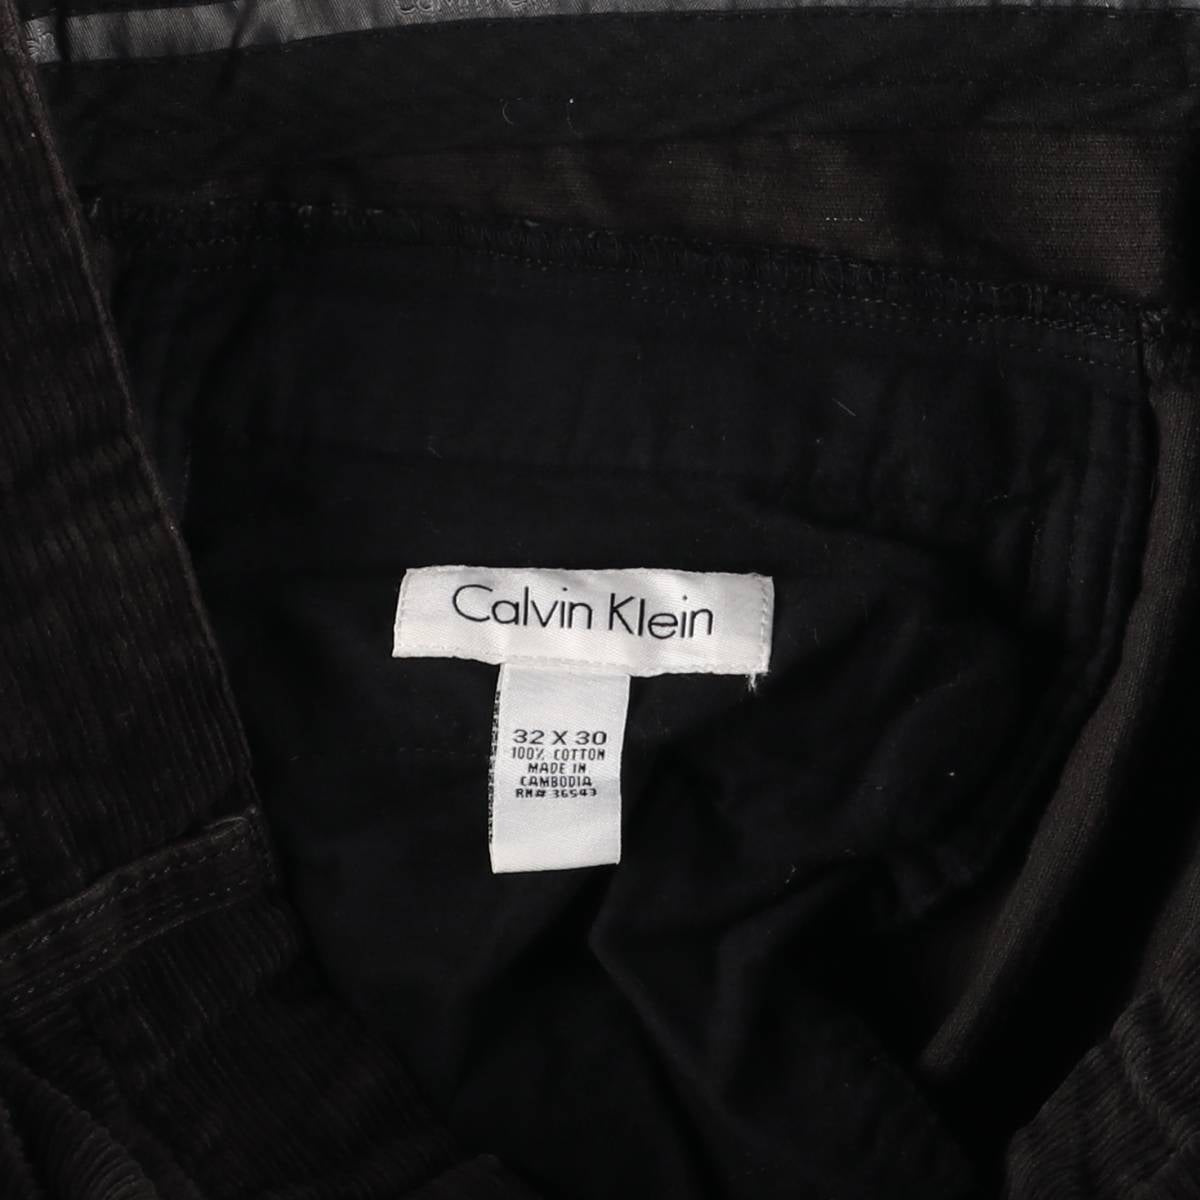 Calvin Klein
32 X 30
100% COTTON
MADE IN
CAMBODIA
RN# 36543